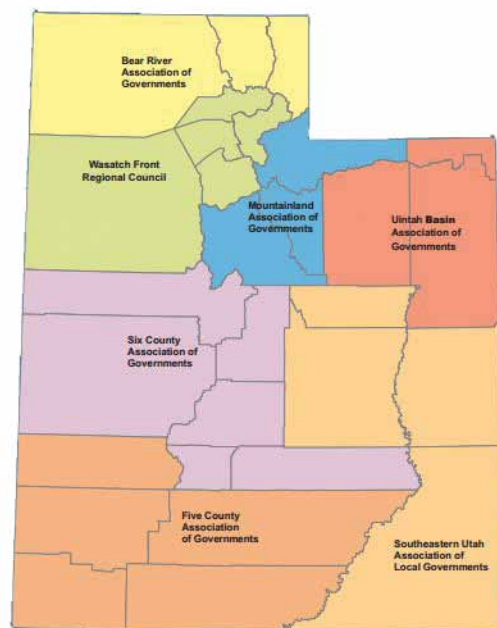 Bear River
Association of
Governments
Wasatch Front
Regional Council
Mountainland
Association of
Governments
Uintah Basin
Association of
Governments
Six County
Association of
Governments
Five County
Association
of Governments
Southeastern Utah
Association of
Local Governments